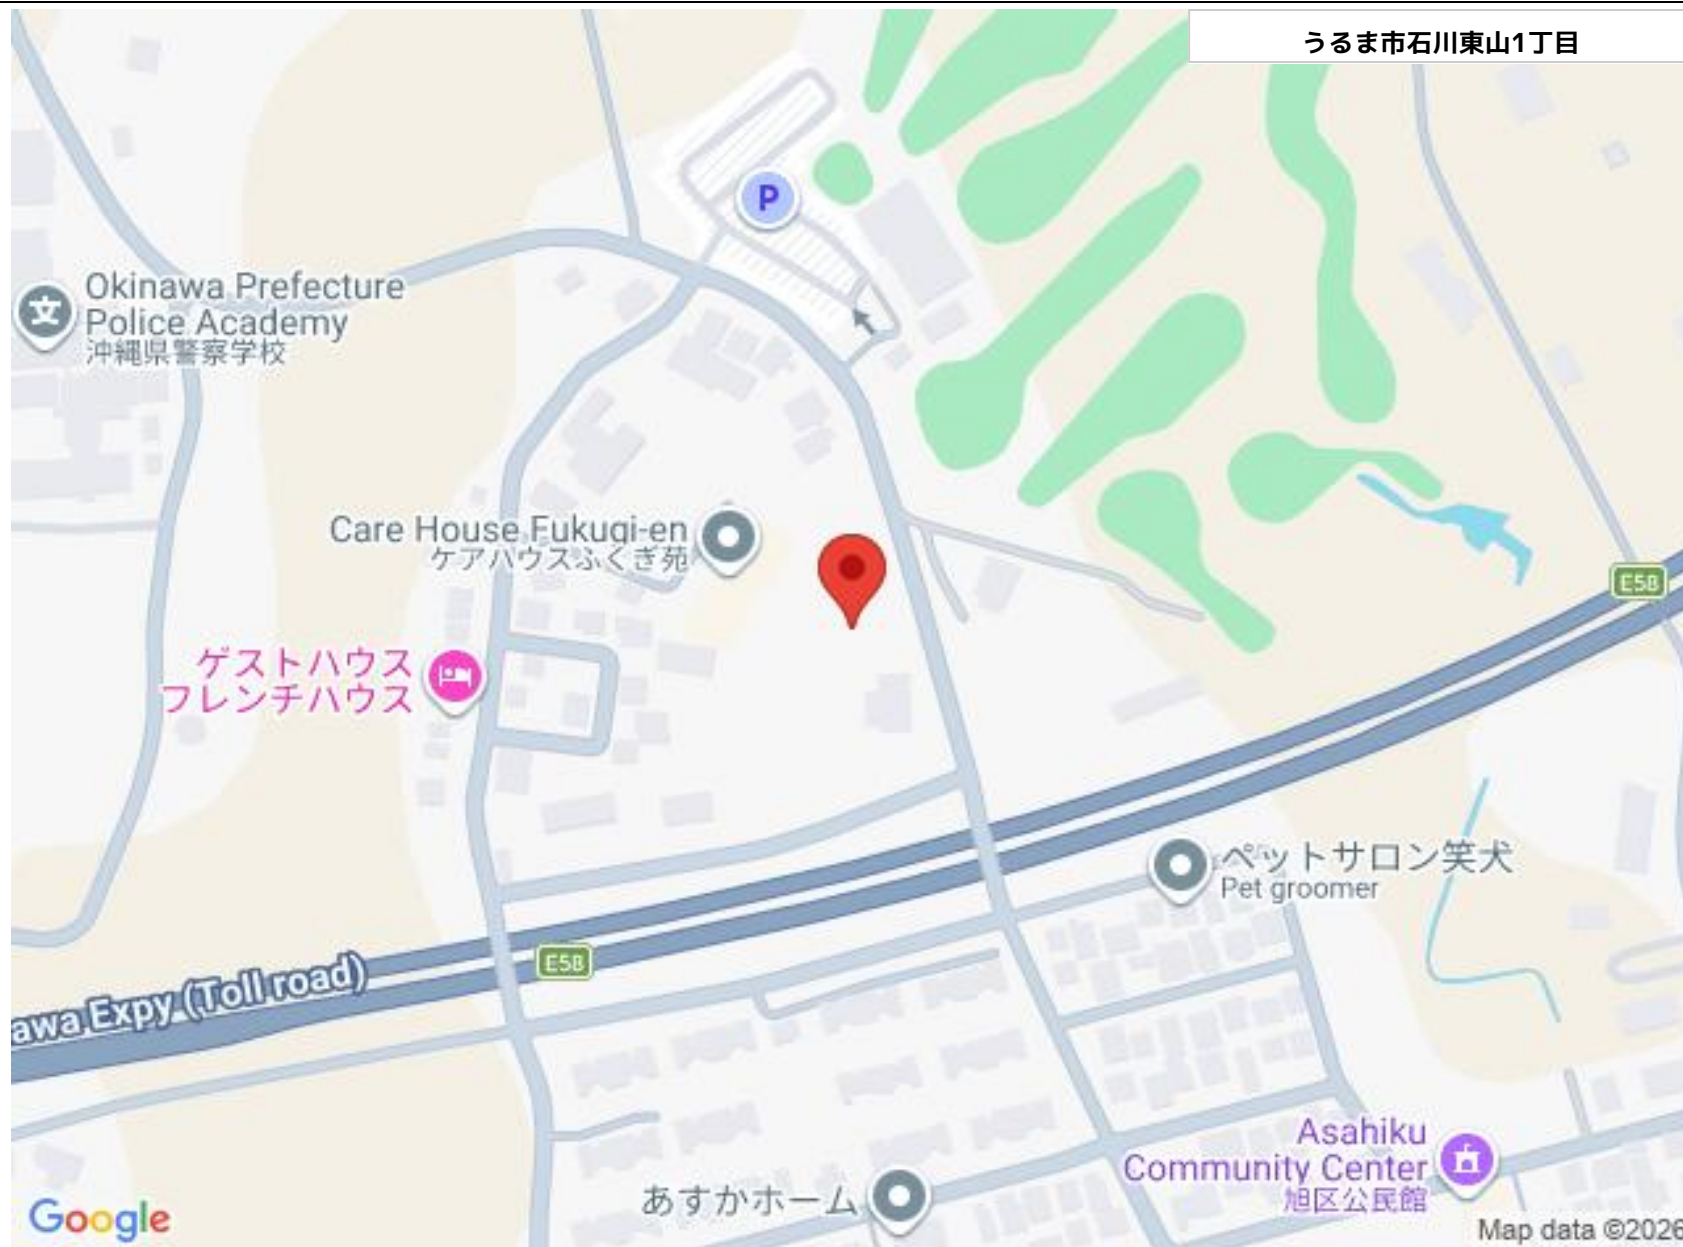 うるま市石川東山1丁目
P
文
Okinawa Prefecture
Police Academy
沖縄県警察学校
Care House Fukugi-en
ケアハウスふくぎ苑
E58
ゲストハウス
フレンチハウス
ペットサロン笑犬
Pet groomer
E58
awa Expy (Toll road)
Asahiku
Community Center
旭区公民館
あすかホーム
Google
Map data ©2026